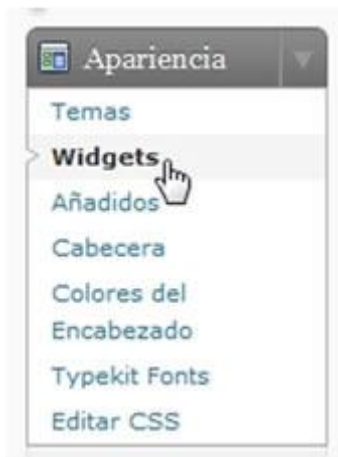 Apariencia
Temas
Widgets
Añadidos
Cabecera
Colores del
Encabezado
Typekit Fonts
Editar CSS